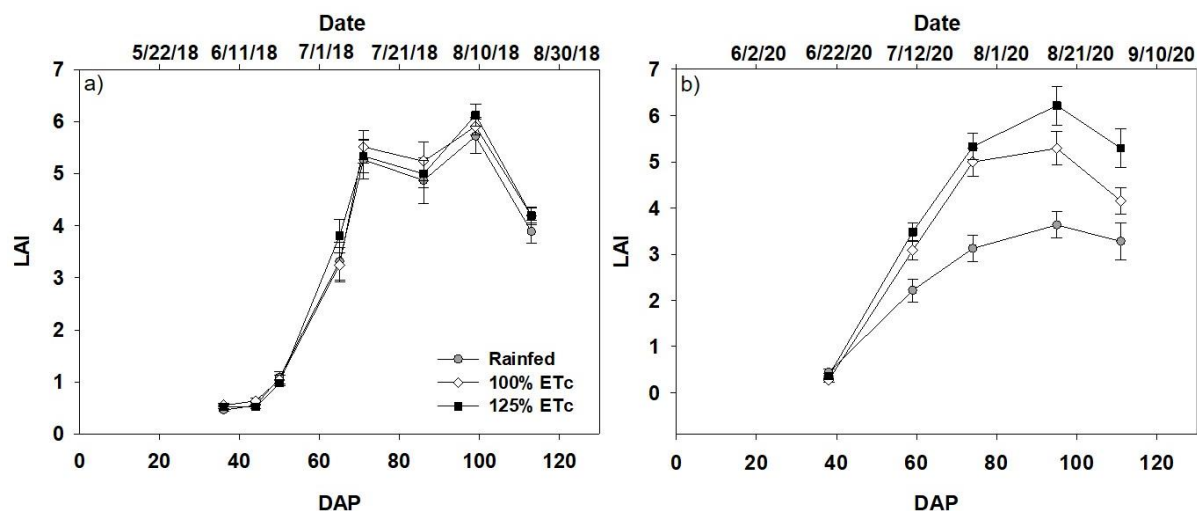 Date
5/22/18 6/11/18 7/1/18 7/21/18 8/10/18 8/30/18
a)
7
6
5
4
3
2
1
0
LAI
Rainfed
100% ETc
125% ETc
0 20 40 60 80 100 120
DAP
Date
6/2/20 6/22/20 7/12/20 8/1/20 8/21/20 9/10/20
b)
7
6
5
4
3
2
1
0
LAI
0 20 40 60 80 100 120
DAP